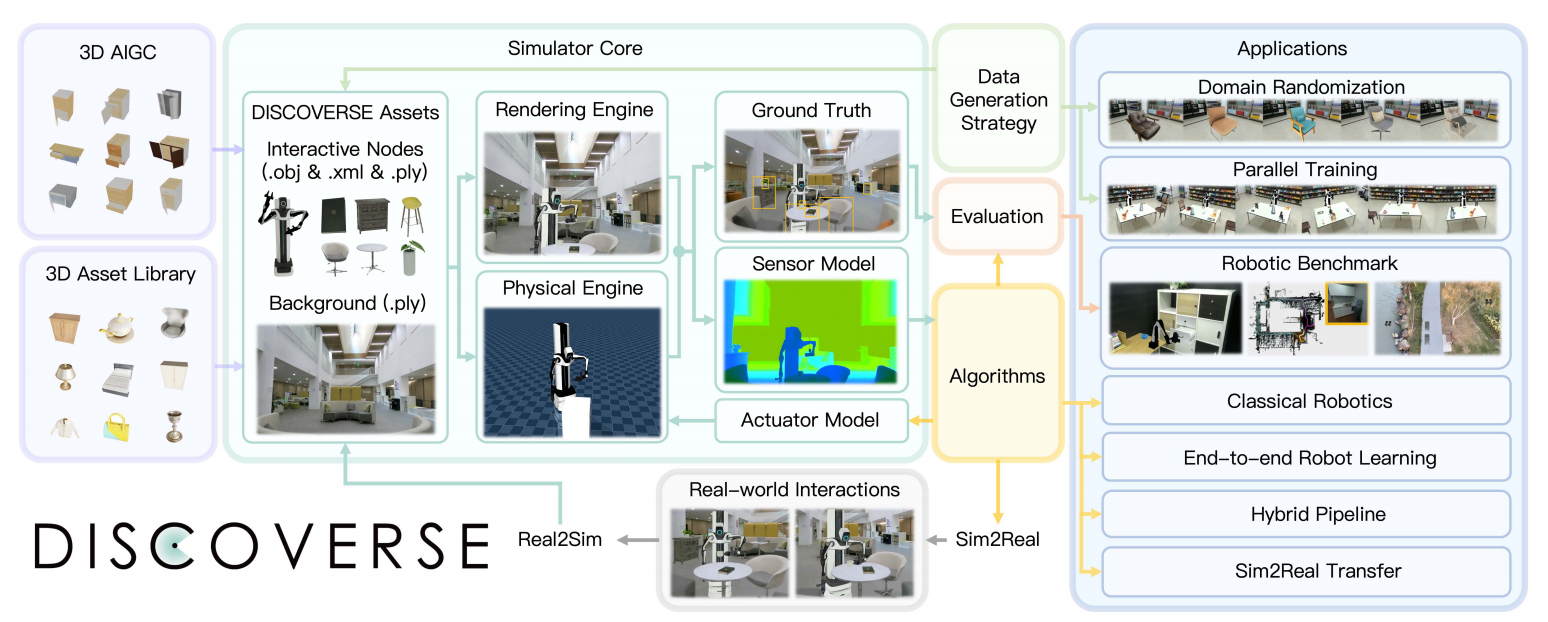 3D AIGC
3D Asset Library
Simulator Core
DISCOVERSE Assets
Interactive Nodes
(.obj & .xml & .ply)
Background (.ply)
Rendering Engine
Physical Engine
Ground Truth
Sensor Model
Actuator Model
Data
Generation
Strategy
Evaluation
Algorithms
Applications
Domain Randomization
Parallel Training
Robotic Benchmark
Classical Robotics
End-to-end Robot Learning
Hybrid Pipeline
Sim2Real Transfer
Real-world Interactions
Real2Sim
Sim2Real
DISCOVERSE